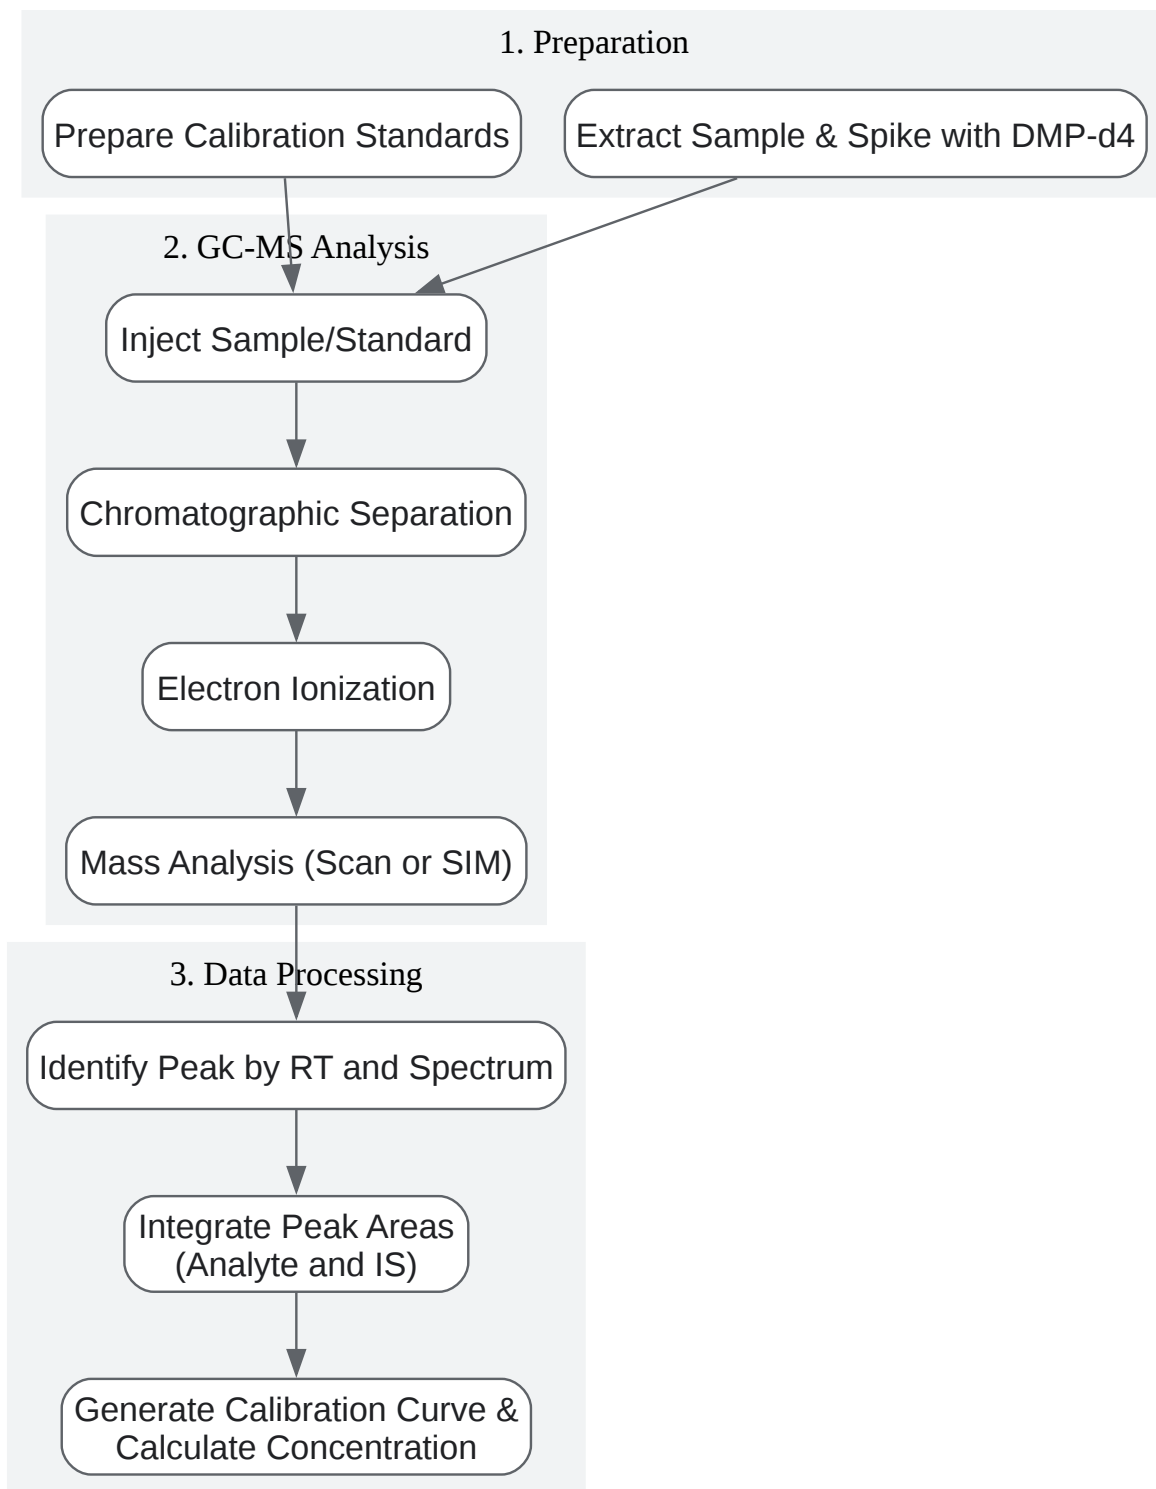 1. Preparation
Prepare Calibration Standards
Extract Sample & Spike with DMP-d4
2. GC-MS Analysis
Inject Sample/Standard
Chromatographic Separation
Electron Ionization
Mass Analysis (Scan or SIM)
3. Data Processing
Identify Peak by RT and Spectrum
Integrate Peak Areas
(Analyte and IS)
Generate Calibration Curve &
Calculate Concentration